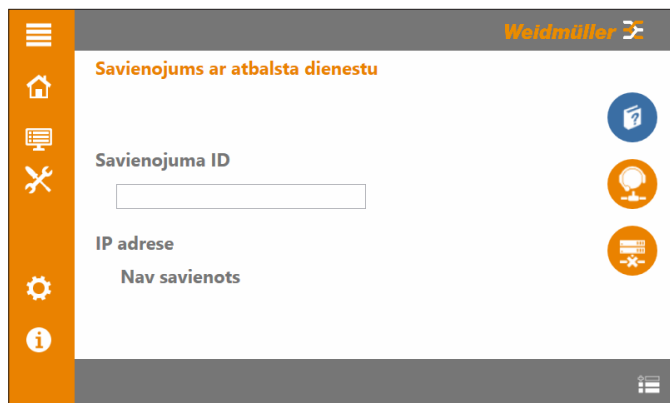 Weidmüller
Savienojums ar atbalsta dienestu
Savienojuma ID
IP adrese
Nav savienots